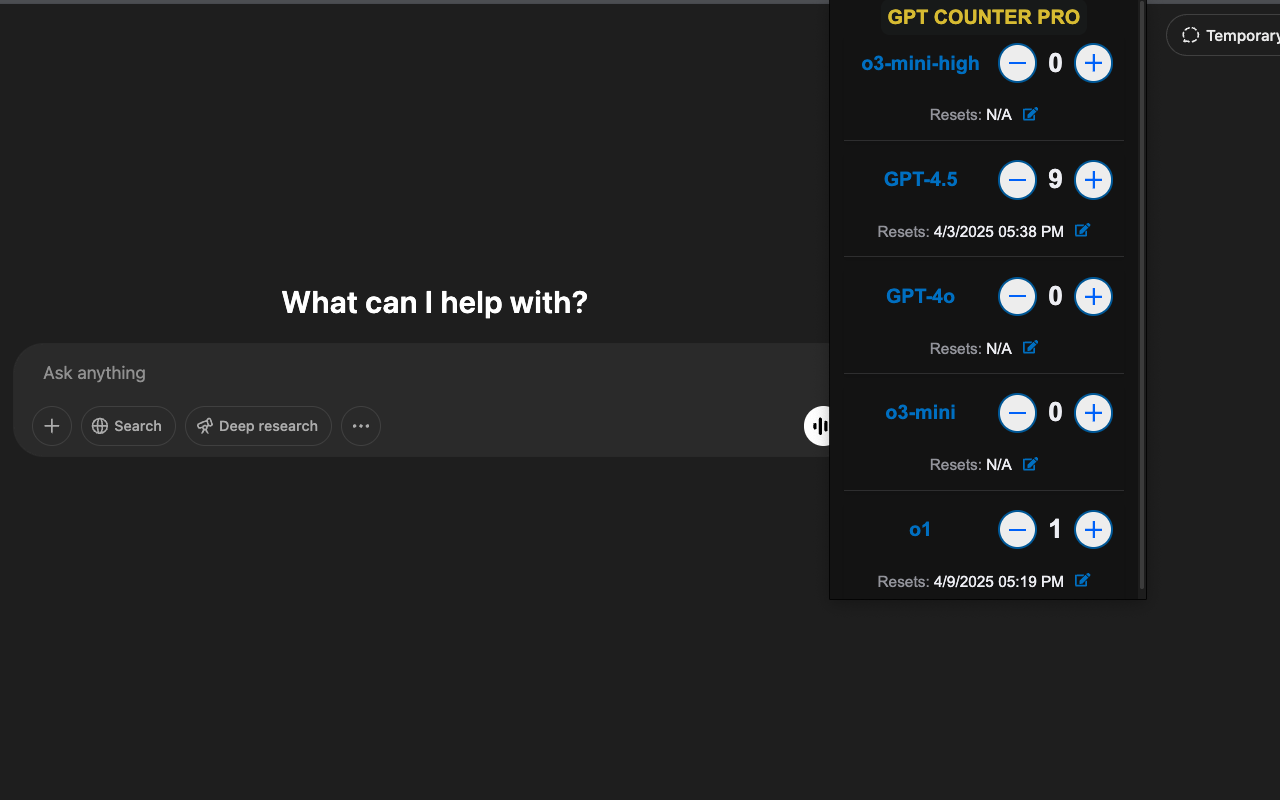 GPT COUNTER PRO
Temporary
o3-mini-high 0
Resets: N/A
GPT-4.5 9
Resets: 4/3/2025 05:38 PM
GPT-4o 0
Resets: N/A
o3-mini 0
Resets: N/A
o1 1
Resets: 4/9/2025 05:19 PM
What can I help with?
Ask anything
Search Deep research